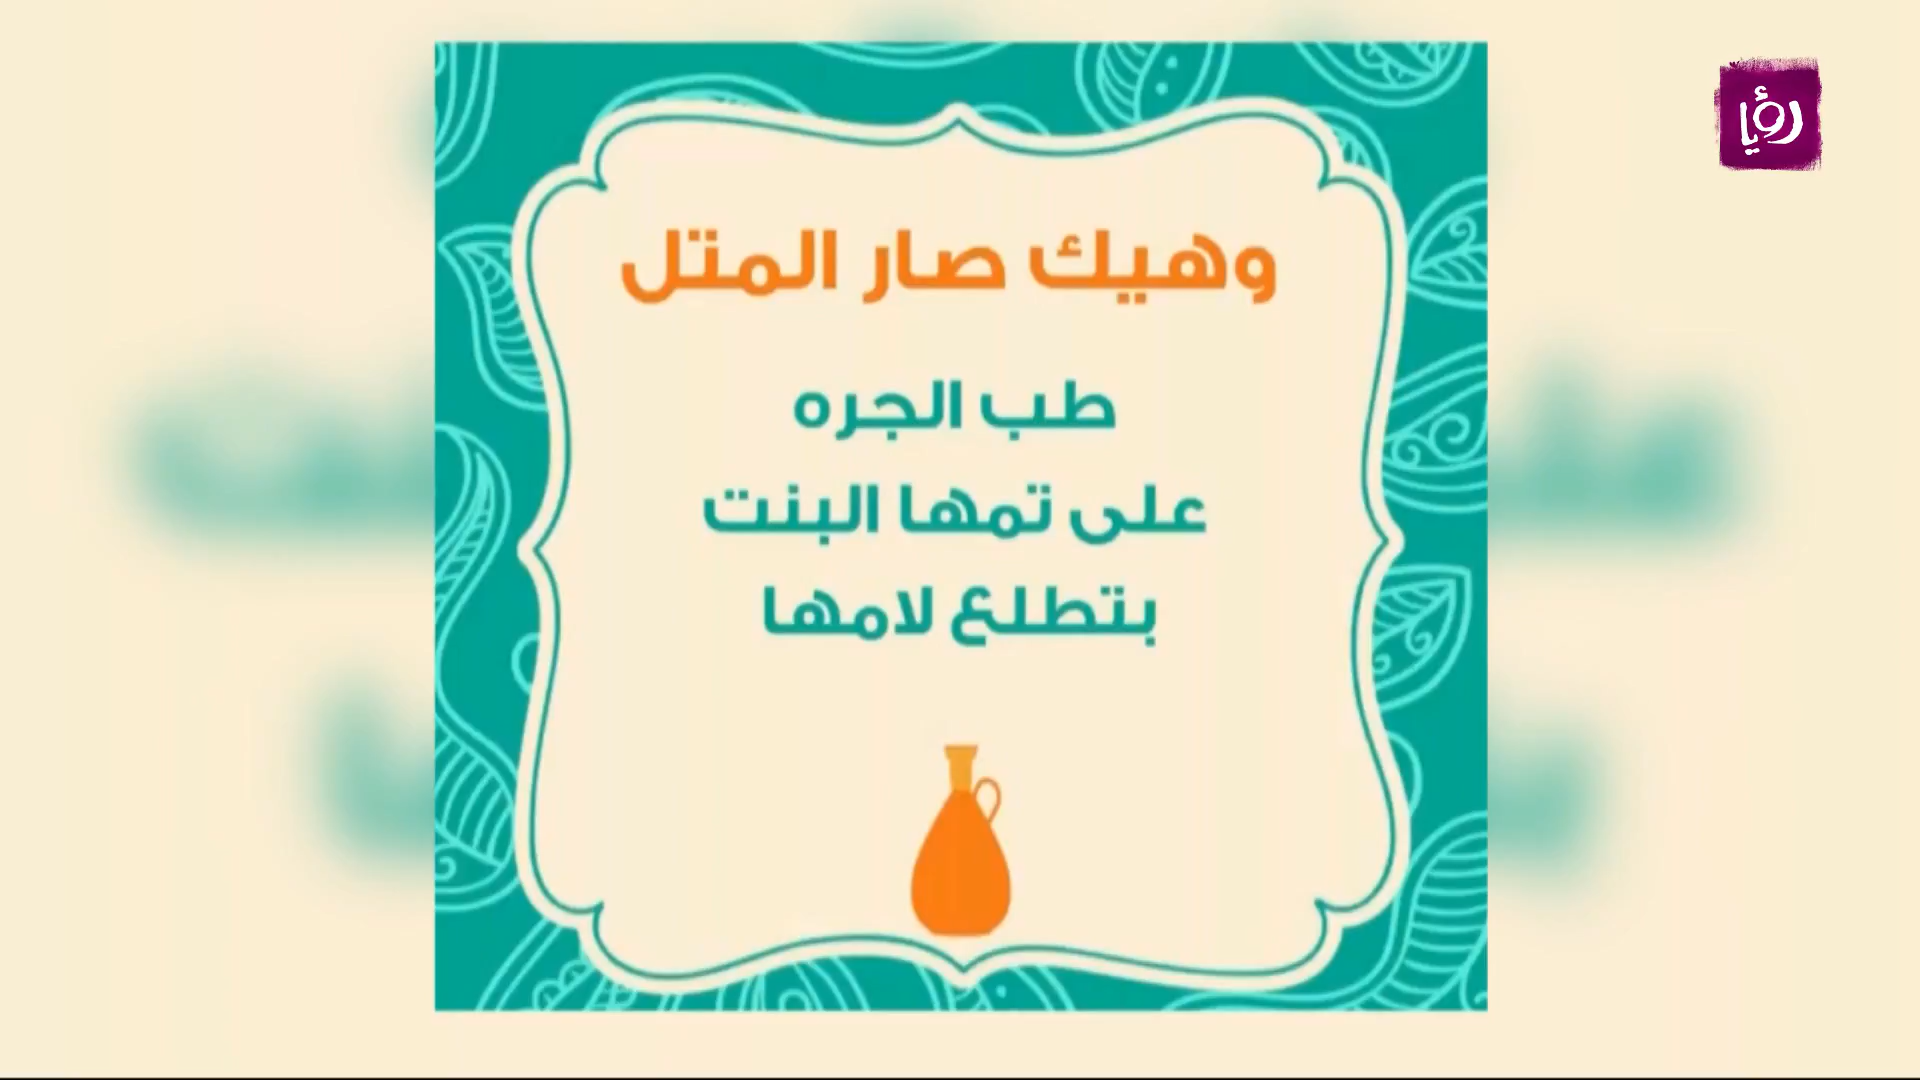 رؤيا
وهيك صار المتل
طب الجره
على تمها البنت
بتطلع لامها